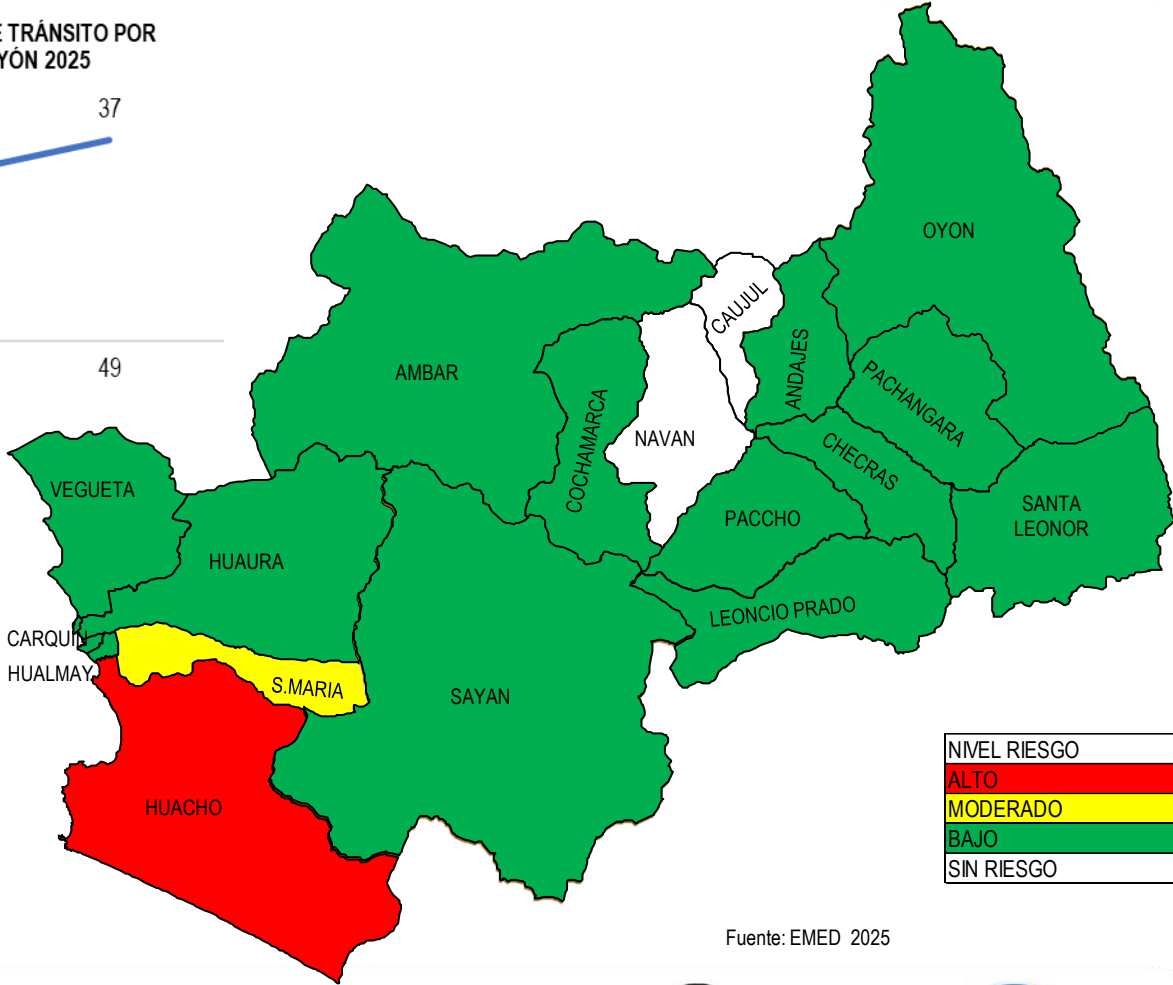 E TRÁNSITO POR
YÓN 2025
37
49
OYON
CAUJUL
ANDAJES
AMBAR
PACHANGARA
COCHAMARCA
NAVAN
CHECRAS
VEGUETA
PACCHO
SANTA
LEONOR
HUAURA
LEONCIO PRADO
CARQUIN
HUALMAY
S.MARIA
SAYAN
HUACHO
NIVEL RIESGO
ALTO
MODERADO
BAJO
SIN RIESGO
Fuente: EMED 2025